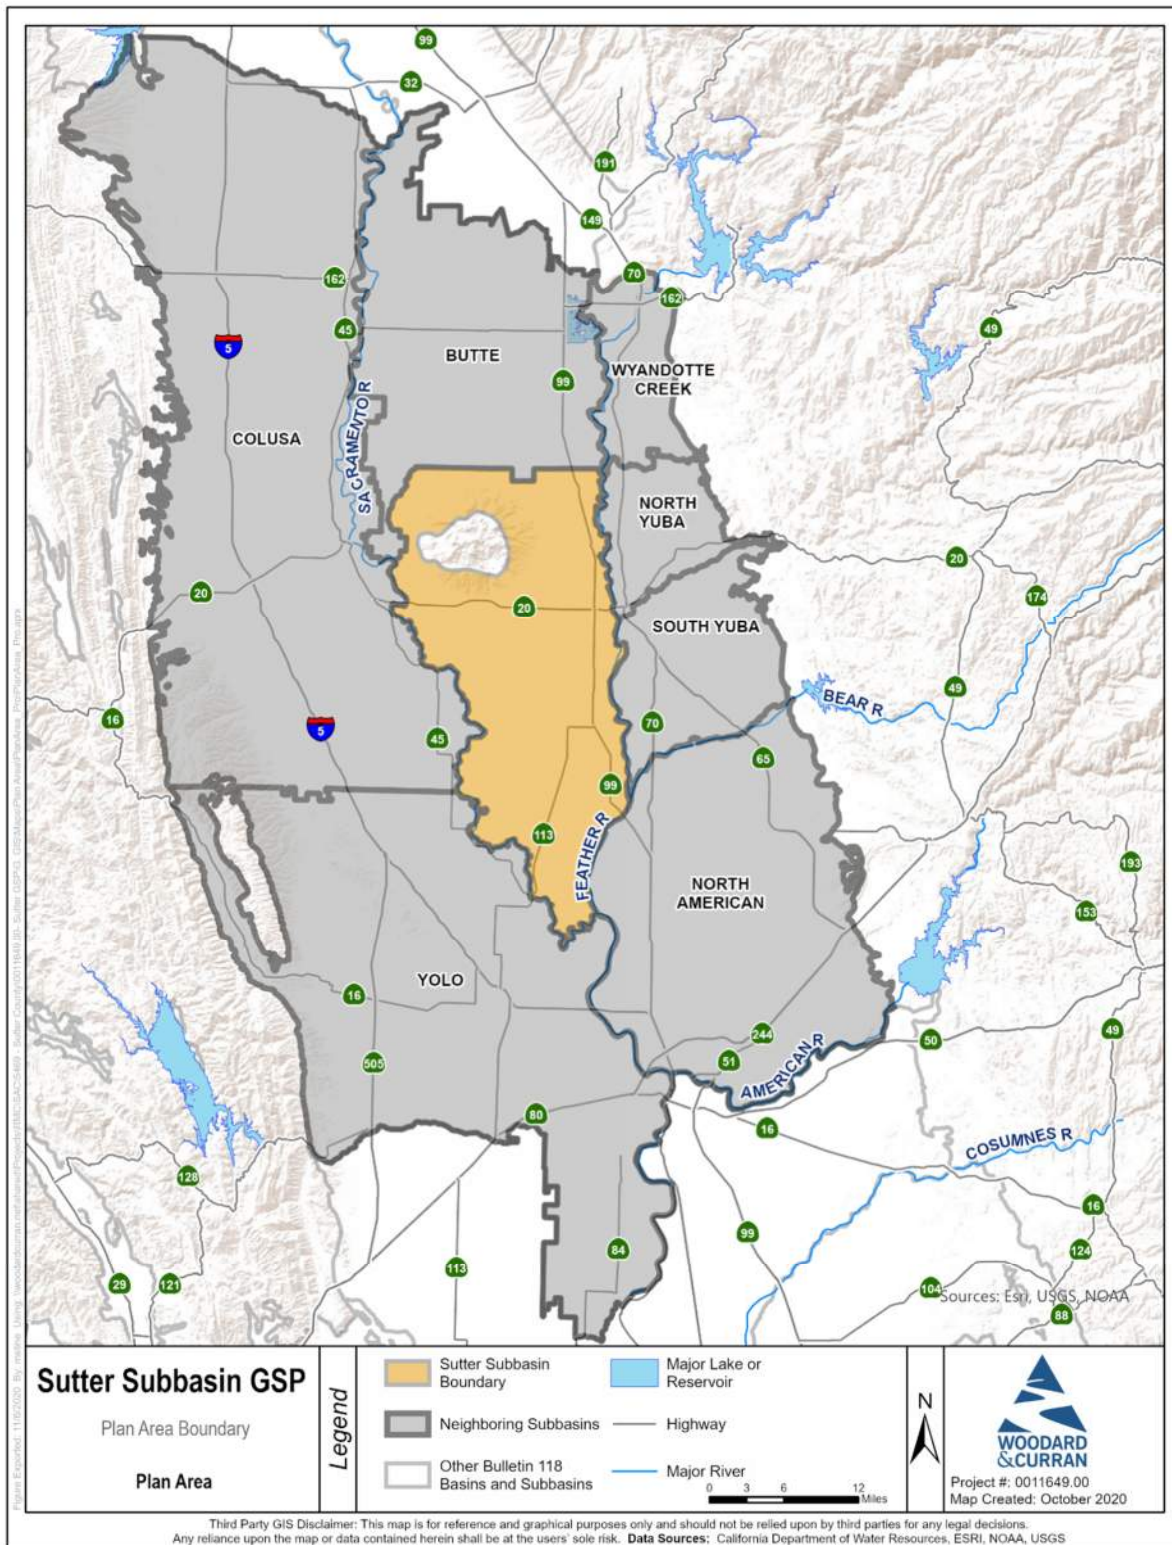 99
32
191
149
70
162
162
49
45
5
BUTTE
99
WYANDOTTE
CREEK
COLUSA
SACRAMENTO R
NORTH
YUBA
20
174
20
20
SOUTH YUBA
49
BEAR R
16
5
45
70
65
99
113
FEATHER R
193
NORTH
AMERICAN
153
YOLO
16
244
49
50
51
AMERICAN R
505
80
16
COSUMNES R
128
16
99
84
124
113
29
121
104
Sources: Esri, USGS, NOAA
88
Sutter Subbasin GSP
Plan Area Boundary
Plan Area
Legend
Sutter Subbasin
Boundary
Neighboring Subbasins
Other Bulletin 118
Basins and Subbasins
Major Lake or
Reservoir
Highway
Major River
0 3 6 12
Miles
N
WOODARD
&CURRAN
Project #: 0011649.00
Map Created: October 2020
Third Party GIS Disclaimer: This map is for reference and graphical purposes only and should not be relied upon by third parties for any legal decisions.
Any reliance upon the map or data contained herein shall be at the users' sole risk. Data Sources: California Department of Water Resources, ESRI, NOAA, USGS